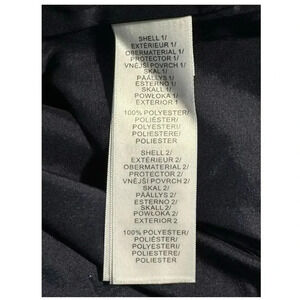 SHELL 1/
EXTÉRIEUR 1/
OBERMATERIAL 1/
PROTECTOR 1/
VNĚJŠÍ POVRCH 1/
SKAL 1/
PÄÄLLYS 1/
ESTERNO 1/
SKALL 1/
POWŁOKA 1/
EXTERIOR 1
100% POLYESTER/
POLIÉSTER/
POLIESTERE/
POLYESTER/
POLIESTERE/
POLIESTER
SHELL 2/
EXTÉRIEUR 2/
OBERMATERIAL 2/
PROTECTOR 2/
VNĚJŠÍ POVRCH 2/
SKAL 2/
PÄÄLLYS 2/
ESTERNO 2/
SKALL 2/
POWŁOKA 2/
EXTERIOR 2
100% POLYESTER/
POLIÉSTER/
POLYESTER/
POLIESTERE/
POLIESTER